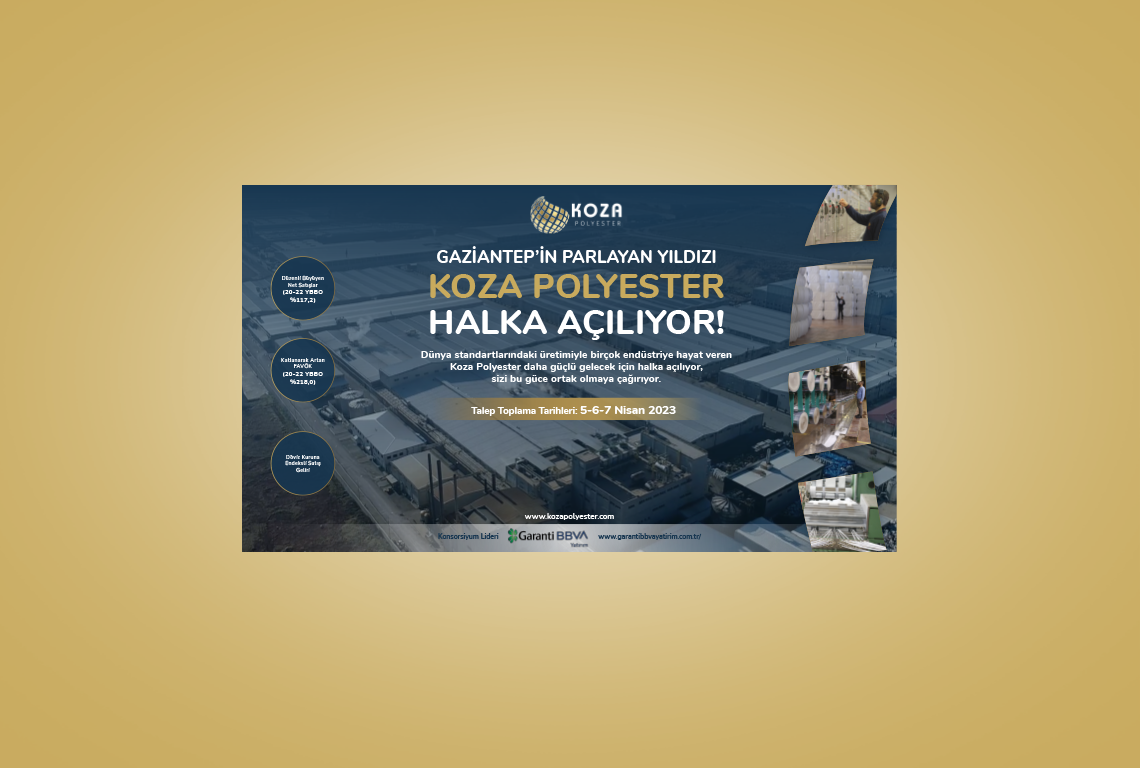 KOZA
POLYESTER
GAZİANTEP’İN PARLAYAN YILDIZI
KOZA POLYESTER
HALKA AÇILIYOR!
Dünya standartlarındaki üretimiyle birçok endüstriye hayat veren
Koza Polyester daha güçlü gelecek için halka açılıyor,
sizi bu güce ortak olmaya çağırıyor.
Talep Toplama Tarihleri: 5-6-7 Nisan 2023
Düzenli Büyüyen
Net Satışlar
(20-22 YBBO
%117,2)
Katlanarak Artan
FAVÖK
(20-22 YBBO
%218,0)
Döviz Kuruna
Endeksli Satış
Geliri
www.kozapolyester.com
Konsorsiyum Lideri
Garanti BBVA
Yatırım
www.garantibbvayatirim.com.tr/